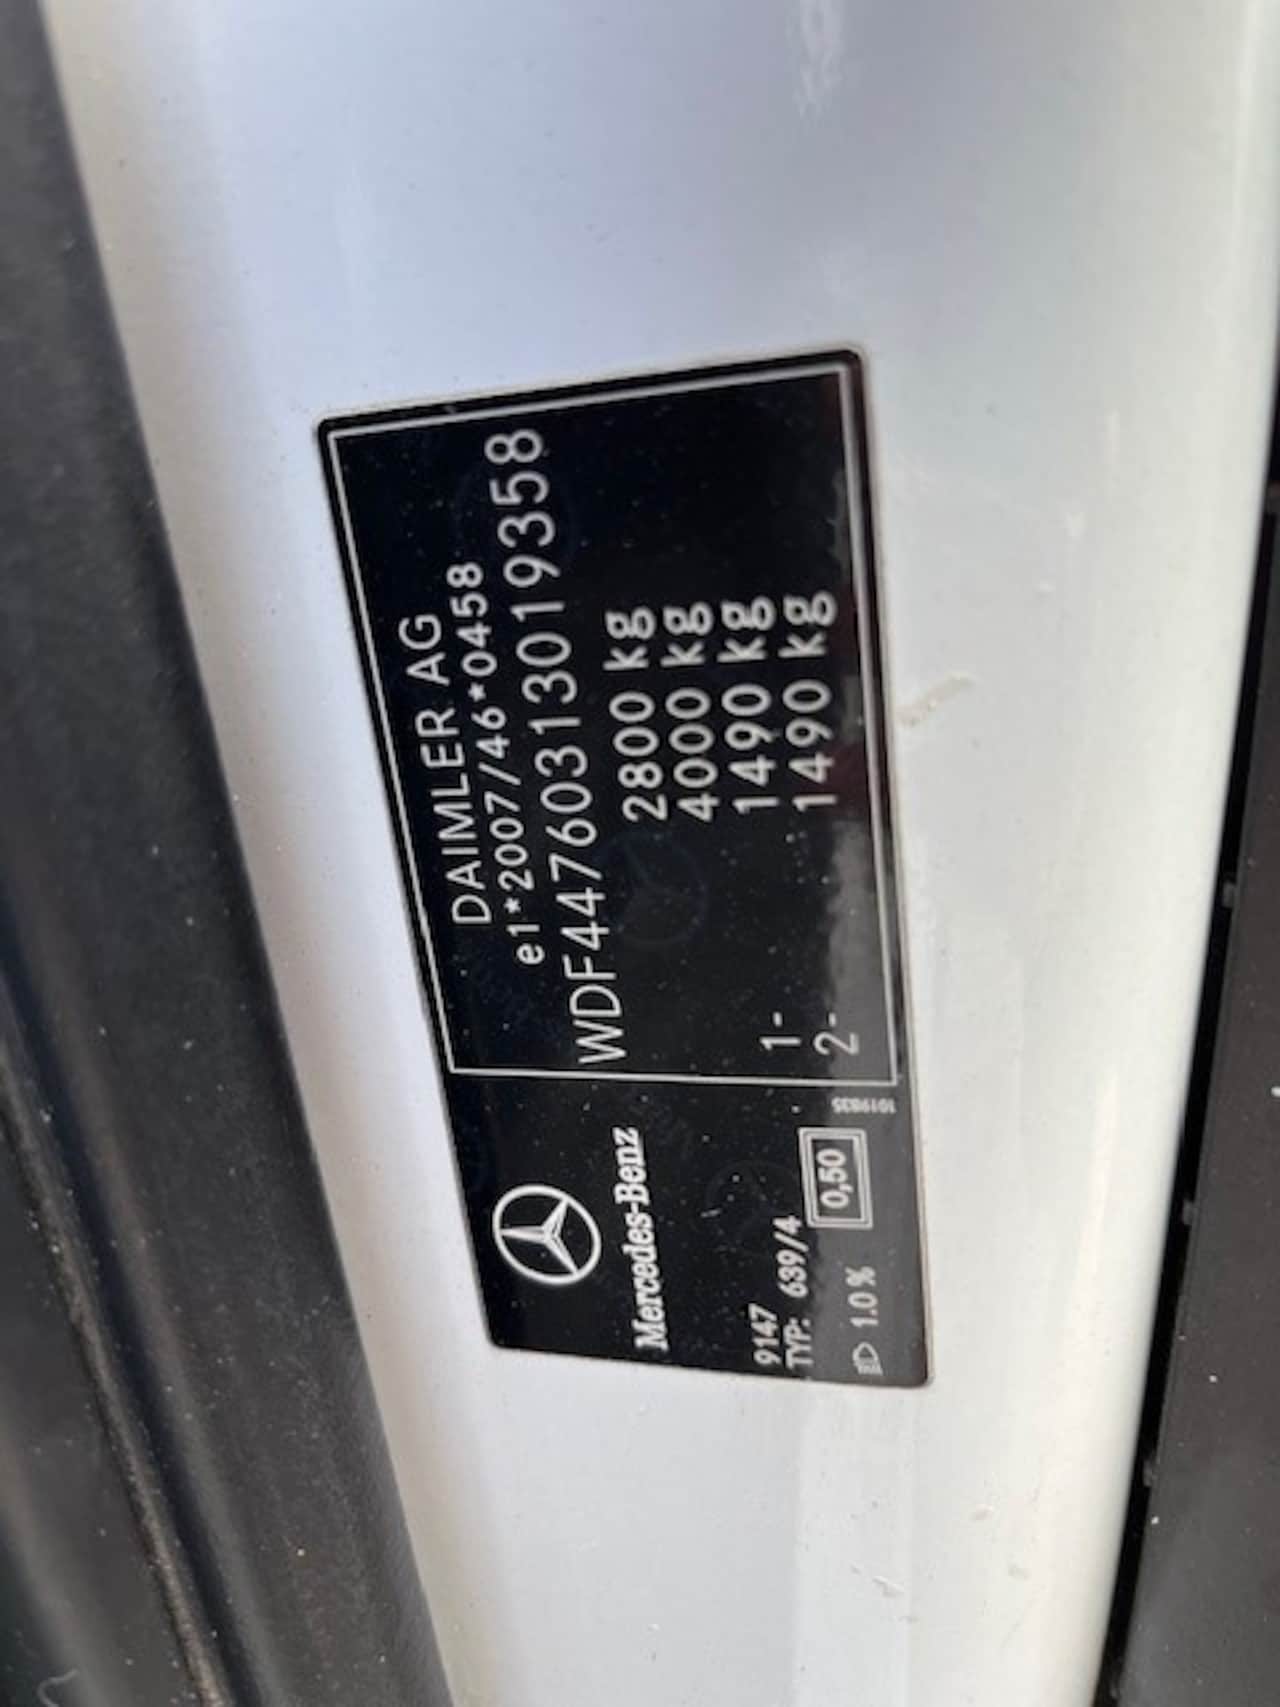 DAIMLER AG
e1*2007/46*0458
WDF44760313019358
2800 kg
4000 kg
1- 1490 kg
2- 1490 kg
Mercedes-Benz
9147
TYP: 639/4
1.0% 0,50
1019835